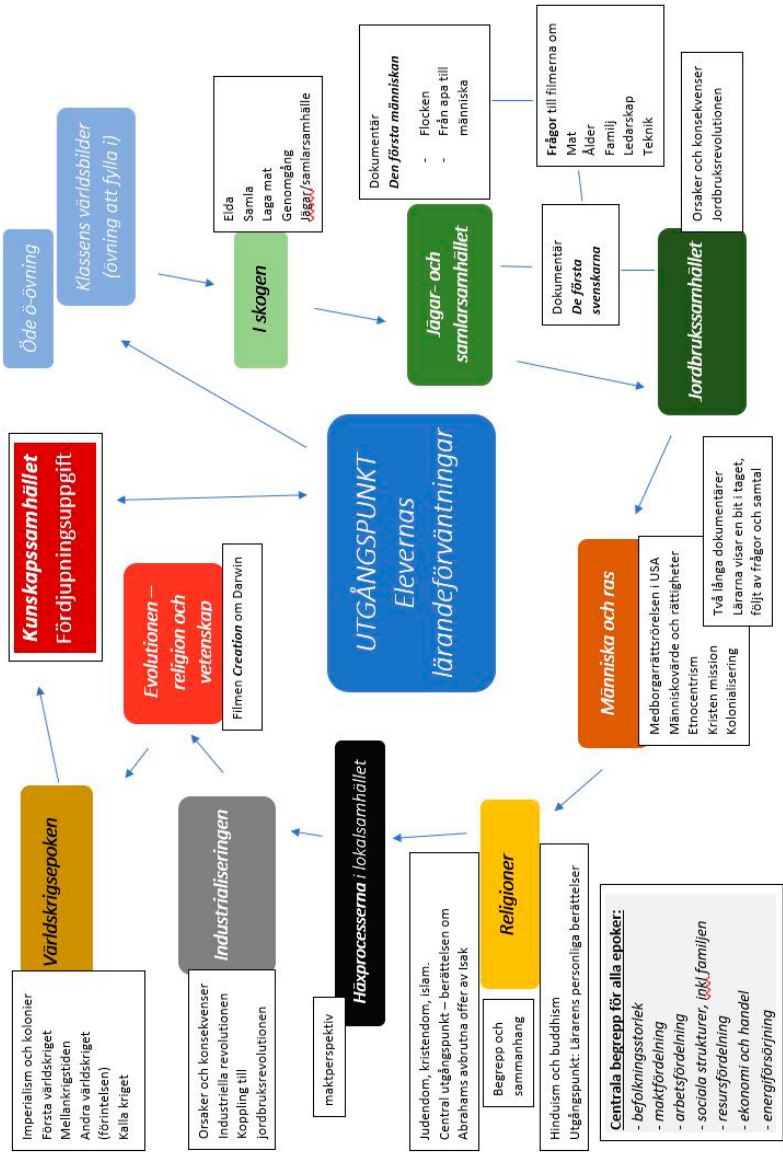 Öde ö-övning
Klassens världsbilder
(övning att fylla i)
I skogen
Elda
Samla
Laga mat
Genomgång
Jägar/samlarsamhälle
Jägar- och
samlarsamhället
Dokumentär
Den första människan
- Flocken
- Från apa till
människa
Frågor till filmerna om
Mat
Ålder
Familj
Ledarskap
Teknik
Dokumentär
De första
svenskarna
Jordbrukssamhället
Orsaker och konsekvenser
Jordbruksrevolutionen
UTGÅNGSPUNKT
Elevernas
lärandeförväntningar
Människa och ras
Medborgarrättsrörelsen i USA
Människovärde och rättigheter
Etnocentrism
Kristen mission
Kolonialisering
Två långa dokumentärer
Lärarna visar en bit i taget,
följt av frågor och samtal
Religioner
Judendom, kristendom, islam.
Central utgångspunkt – berättelsen om
Abrahams avbrutna offer av Isak
Begrepp och
sammanhang
Hinduism och buddhism
Utgångspunkt: Lärarens personliga berättelser
Häxprocesserna i lokalsamhället
maktperspektiv
Industrialiseringen
Orsaker och konsekvenser
Industriella revolutionen
Koppling till
jordbruksrevolutionen
Evolutionen –
religion och
vetenskap
Filmen Creation om Darwin
Världskrigsepoken
Imperialism och kolonier
Första världskriget
Mellankrigstiden
Andra världskriget
(förintelsen)
Kalla kriget
Kunskapssamhället
Fördjupningsuppgift
Centrala begrepp för alla epoker:
- befolkningsstorlek
- maktfördelning
- arbetsfördelning
- sociala strukturer, inkl familjen
- resursfördelning
- ekonomi och handel
- energiförsörjning